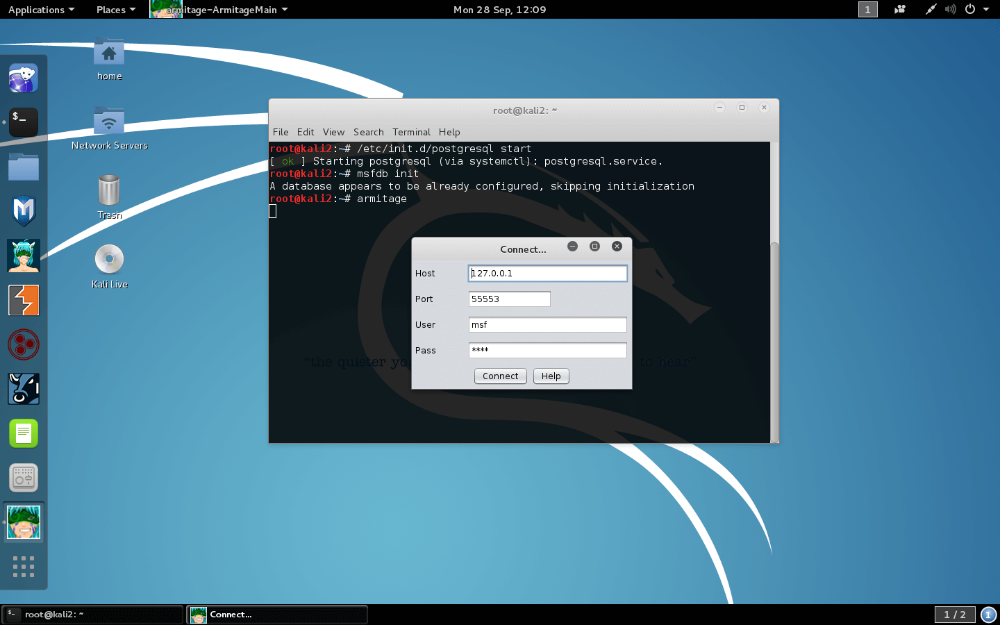 Applications
Places
armitage-ArmitageMain
Mon 28 Sep, 12:09
1
home
Network Servers
Trash
Kali Live
$_
root@kali2: ~
File Edit View Search Terminal Help
root@kali2:~# /etc/init.d/postgresql start
[ ok ] Starting postgresql (via systemctl): postgresql.service.
root@kali2:~# msfdb init
A database appears to be already configured, skipping initialization
root@kali2:~# armitage
Connect...
Host 127.0.0.1
Port 55553
User msf
Pass ****
Connect Help
"the quieter yo
to hear"
root@kali2: ~
Connect...
1 / 2
1